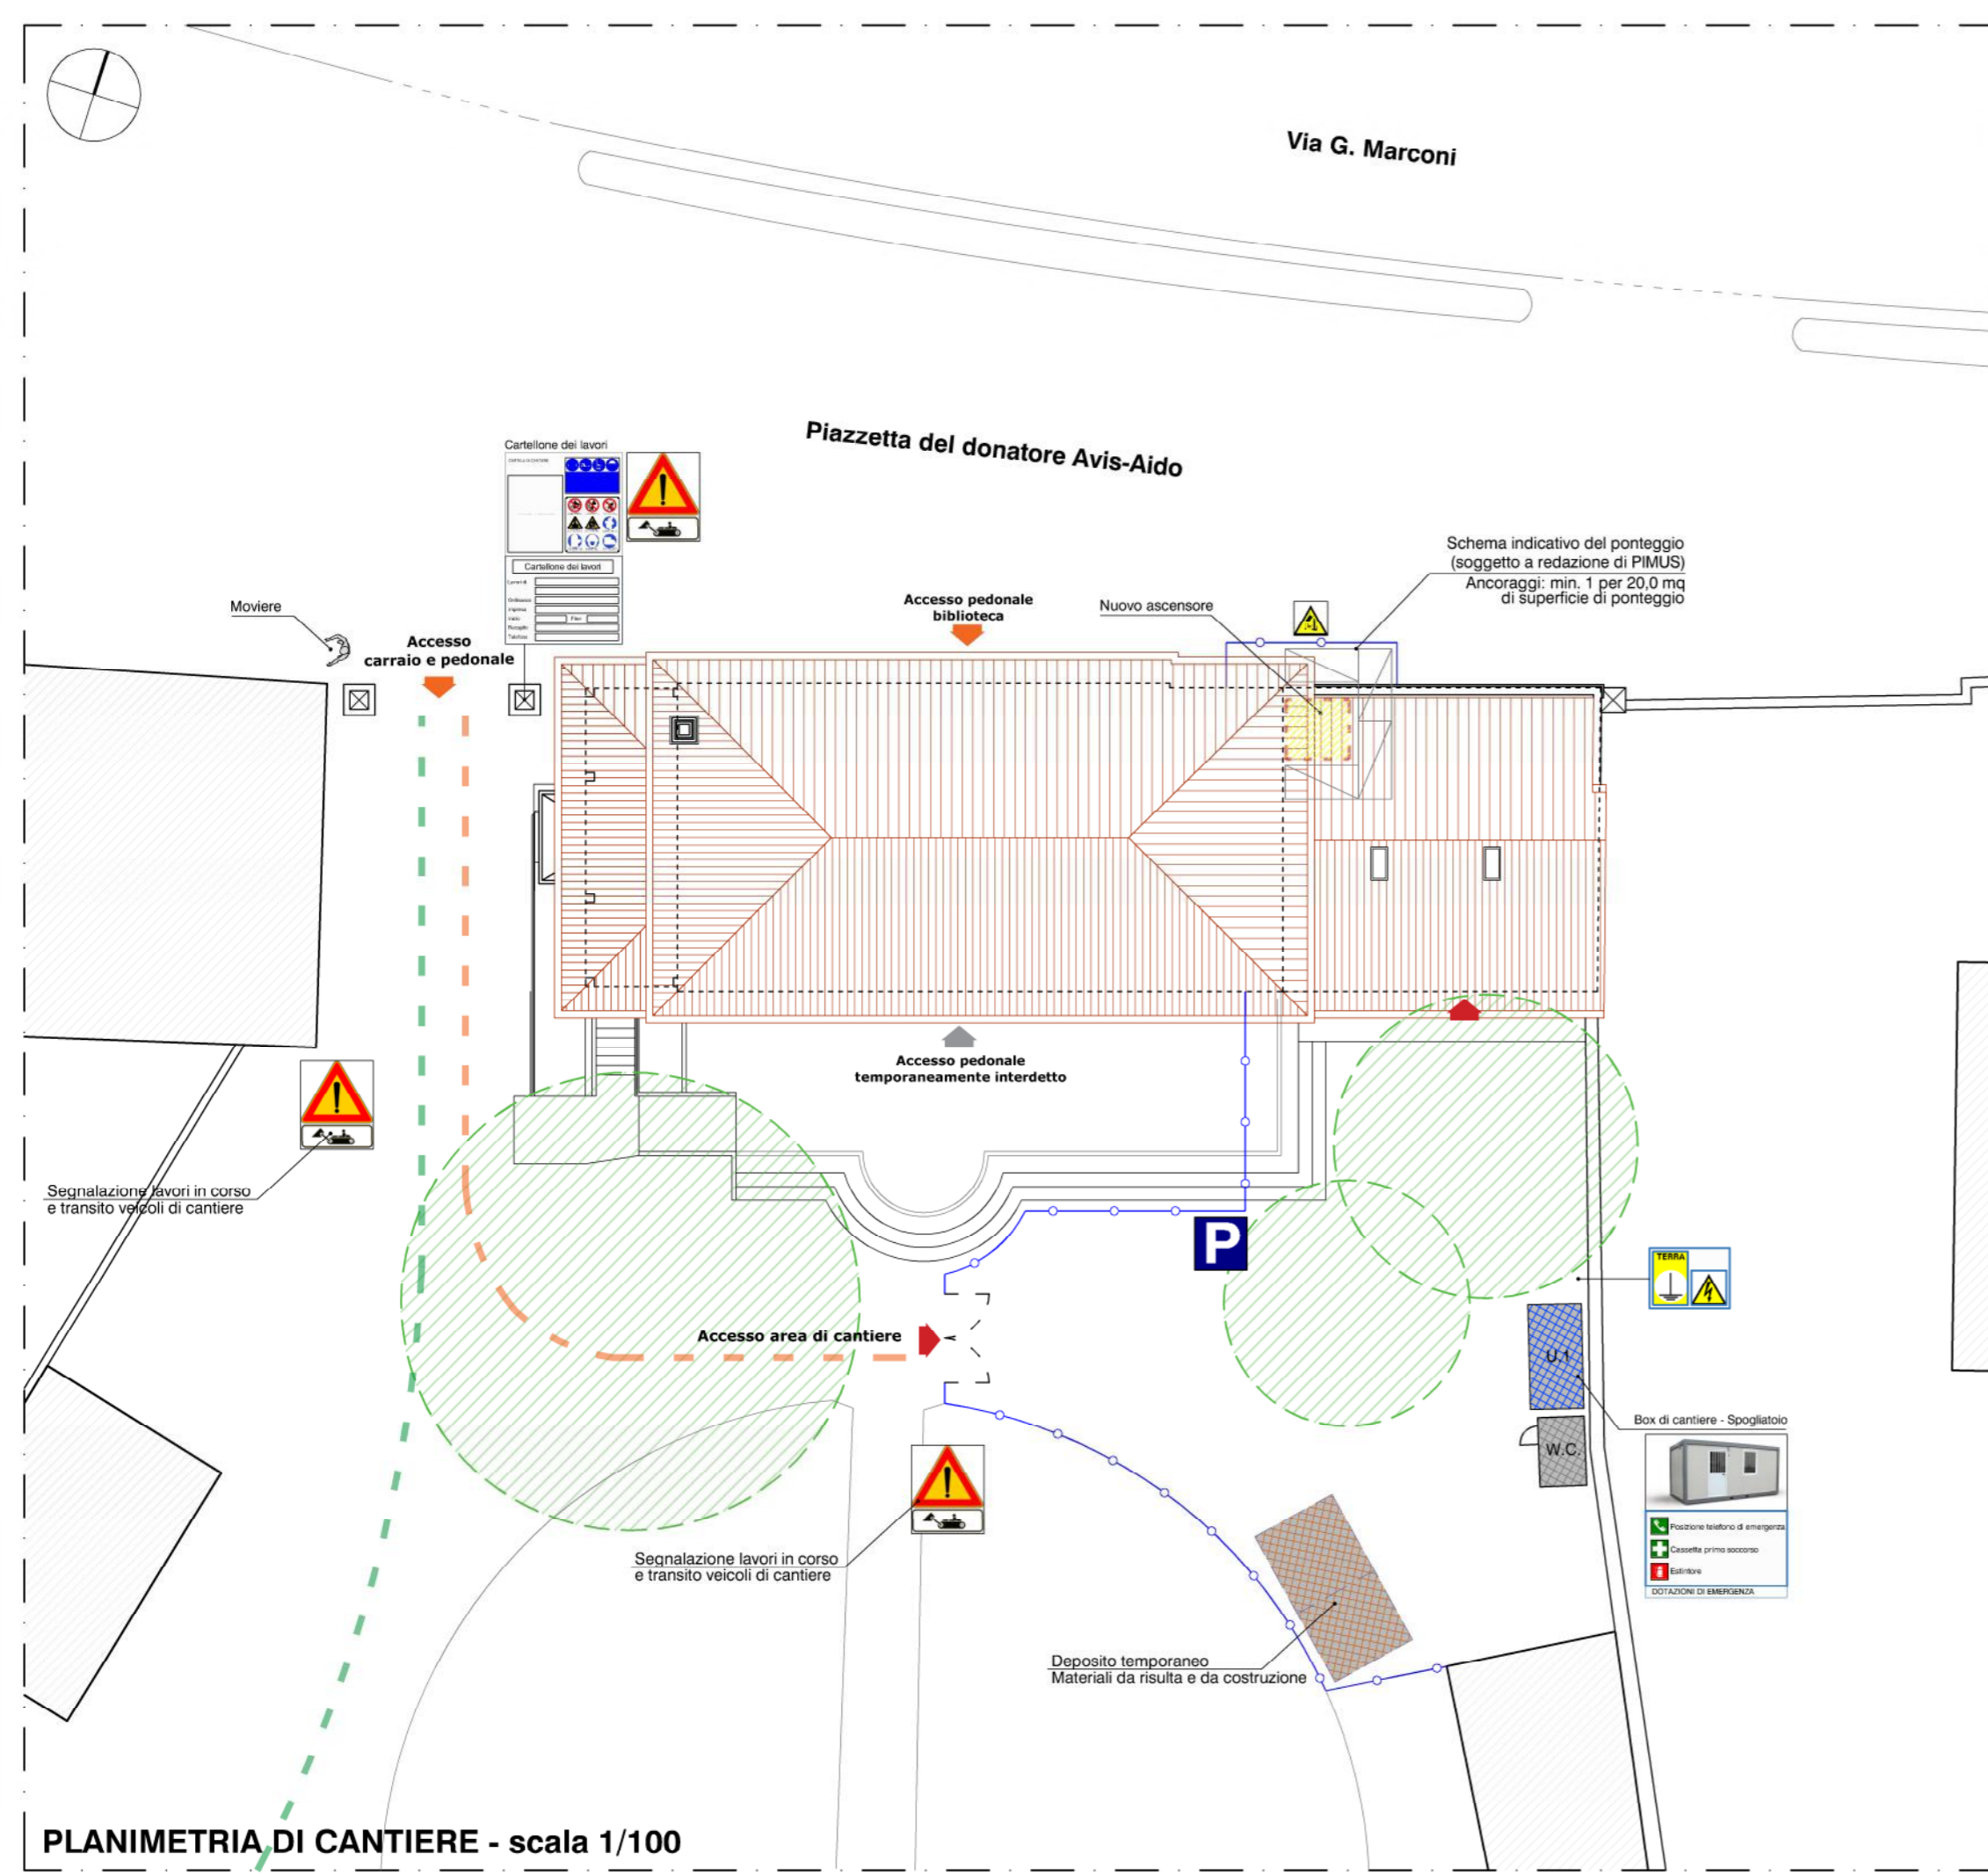 Via G. Marconi
Piazzetta del donatore Avis-Aido
Cartellone dei lavori
Cartellone dei lavori
Schema indicativo del ponteggio
(soggetto a redazione di PIMUS)
Ancoraggi: min. 1 per 20,0 mq
di superficie di ponteggio
Moviere
Accesso
carraio e pedonale
Accesso pedonale
biblioteca
Nuovo ascensore
Accesso pedonale
temporaneamente interdetto
Segnalazione lavori in corso
e transito veicoli di cantiere
P
TERRA
Accesso area di cantiere
U.1
W.C.
Box di cantiere - Spogliatoio
Posizione telefono di emergenza
Cassetta primo soccorso
Estintore
DOTAZIONI DI EMERGENZA
Segnalazione lavori in corso
e transito veicoli di cantiere
Deposito temporaneo
Materiali da risulta e da costruzione
PLANIMETRIA DI CANTIERE - scala 1/100